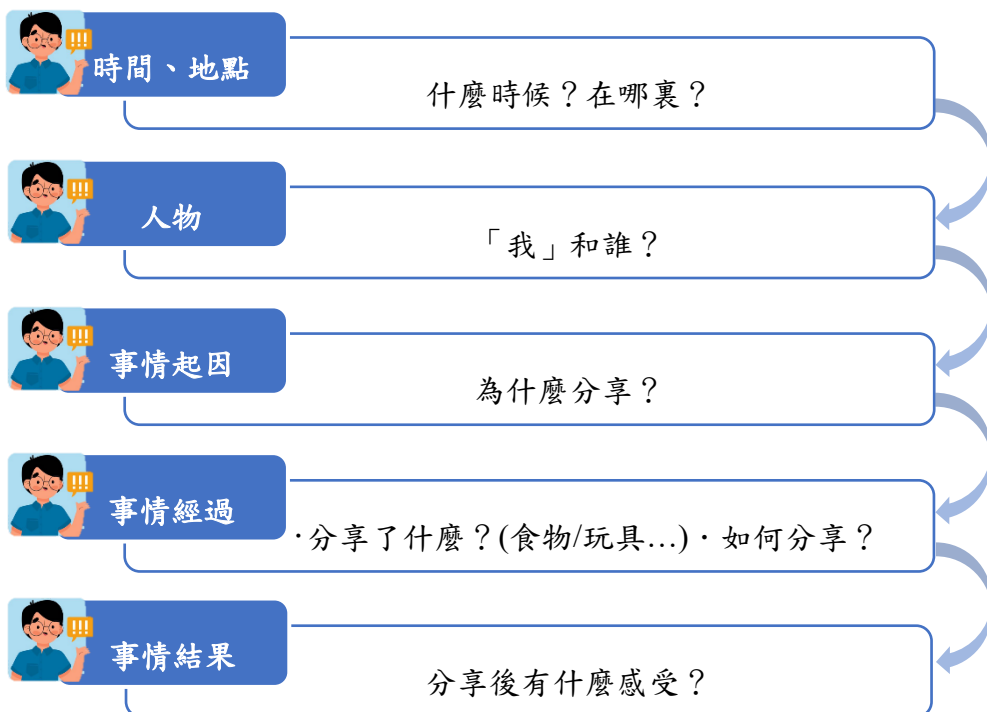 !!!
時間、地點
什麼時候？在哪裏？
!!!
人物
「我」和誰？
!!!
事情起因
為什麼分享？
!!!
事情經過
·分享了什麼？(食物/玩具...)·如何分享？
!!!
事情結果
分享後有什麼感受？